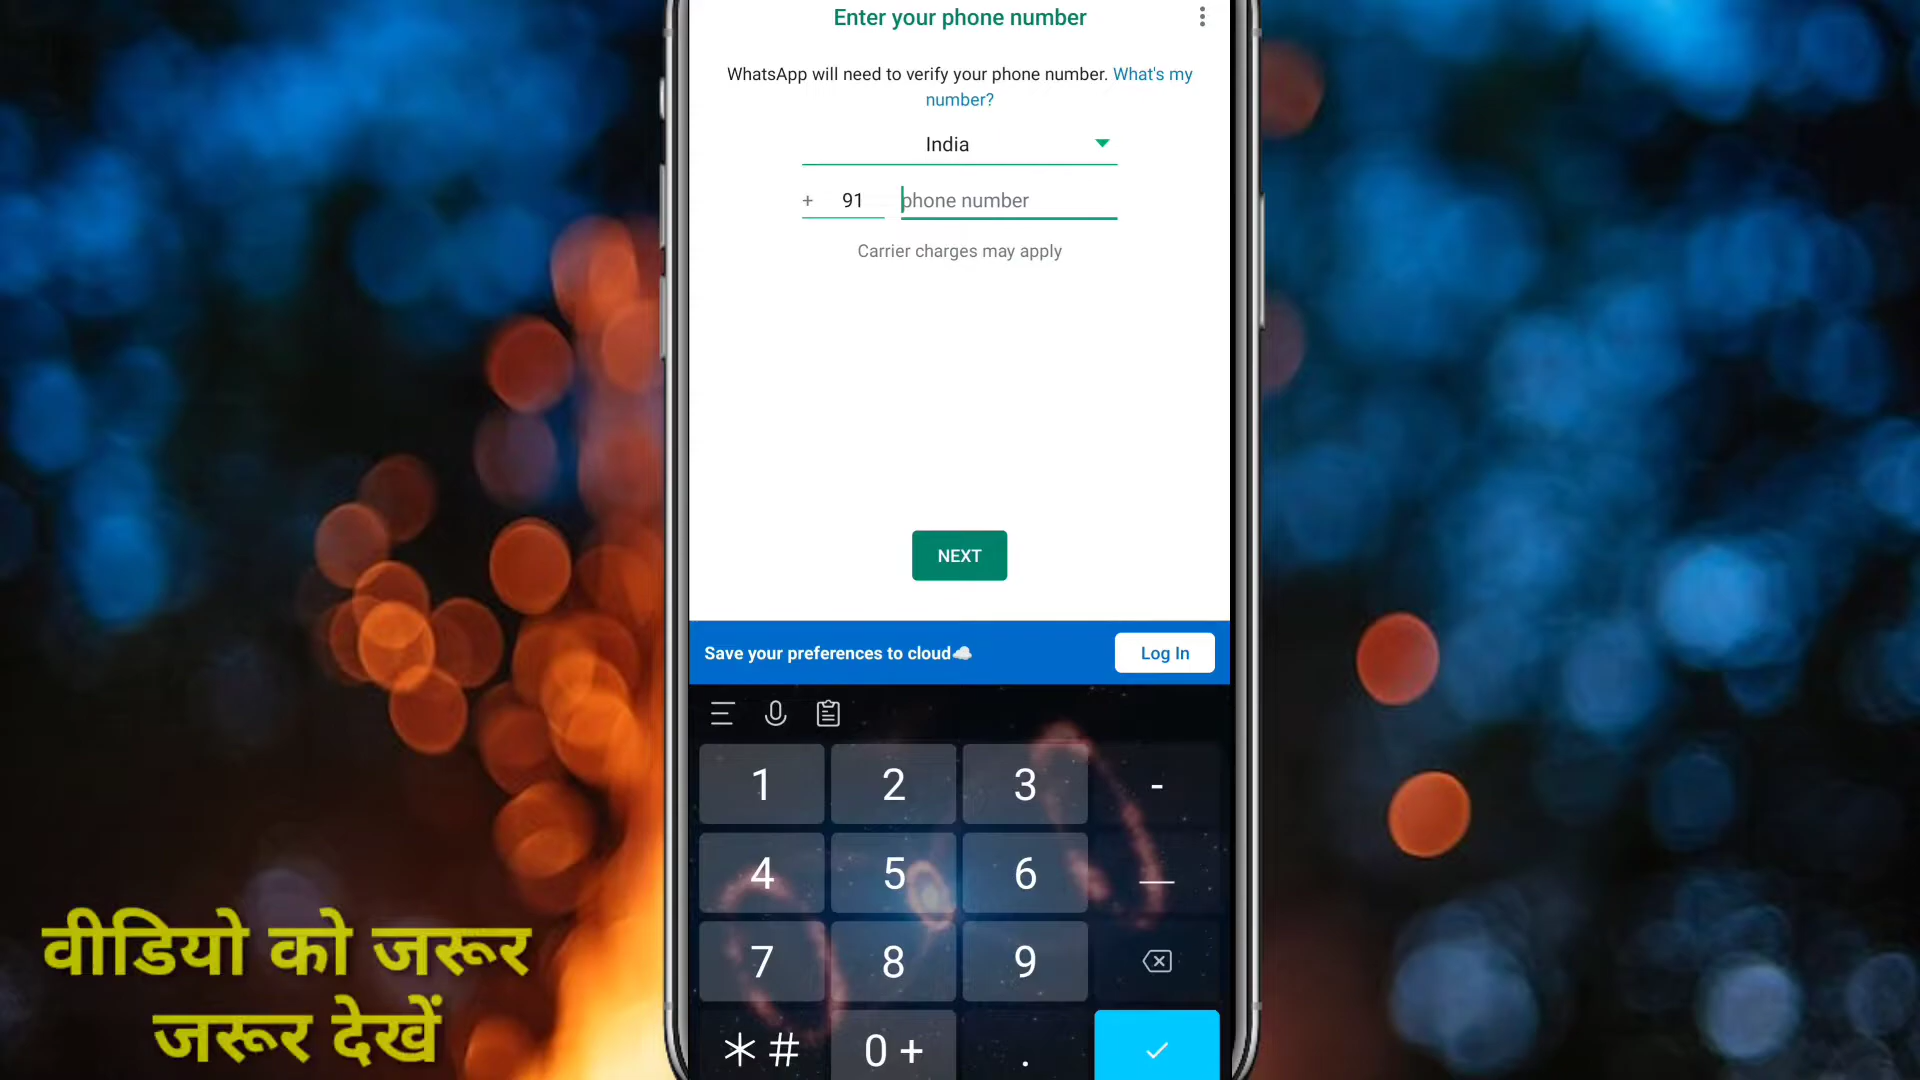 Enter your phone number
WhatsApp will need to verify your phone number. What's my
number?
India
+ 91 phone number
Carrier charges may apply
NEXT
Save your preferences to cloud☁️ Log In
1 2 3 -
4 5 6 _
7 8 9
*# 0 + .
वीडियो को जरूर
जरूर देखें